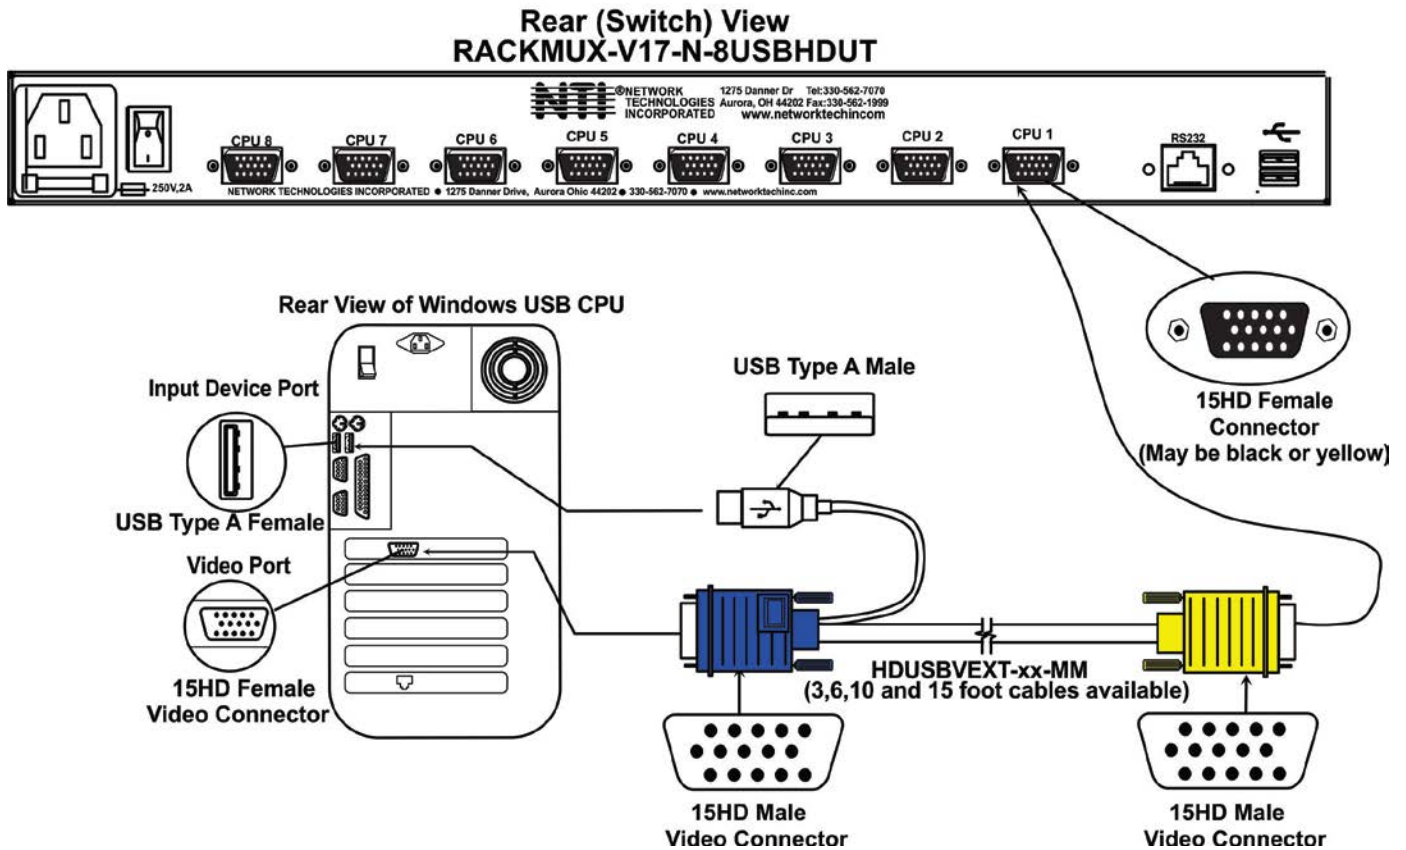 Rear (Switch) View
RACKMUX-V17-N-8USBHDUT
NTI
®NETWORK
TECHNOLOGIES
INCORPORATED
1275 Danner Dr Tel:330-562-7070
Aurora, OH 44202 Fax:330-562-1999
www.networktechincom
CPU 8
CPU 7
CPU 6
CPU 5
CPU 4
CPU 3
CPU 2
CPU 1
RS232
250V,2A
NETWORK TECHNOLOGIES INCORPORATED ● 1275 Danner Drive, Aurora Ohio 44202 ● 330-562-7070 ● www.networktechinc.com
Rear View of Windows USB CPU
Input Device Port
USB Type A Female
Video Port
15HD Female
Video Connector
USB Type A Male
15HD Female
Connector
(May be black or yellow)
HDUSBVEXT-xx-MM
(3,6,10 and 15 foot cables available)
15HD Male
Video Connector
15HD Male
Video Connector